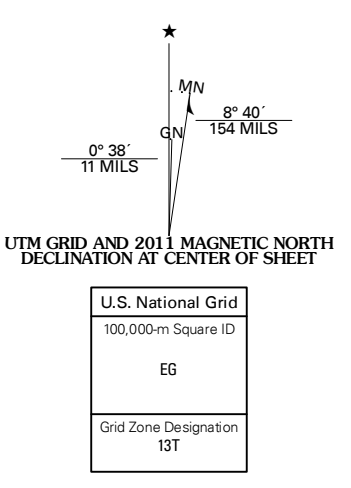 ★
MN
GN
8° 40´
154 MILS
0° 38´
11 MILS
UTM GRID AND 2011 MAGNETIC NORTH
DECLINATION AT CENTER OF SHEET
U.S. National Grid
100,000-m Square ID
EG
Grid Zone Designation
13T